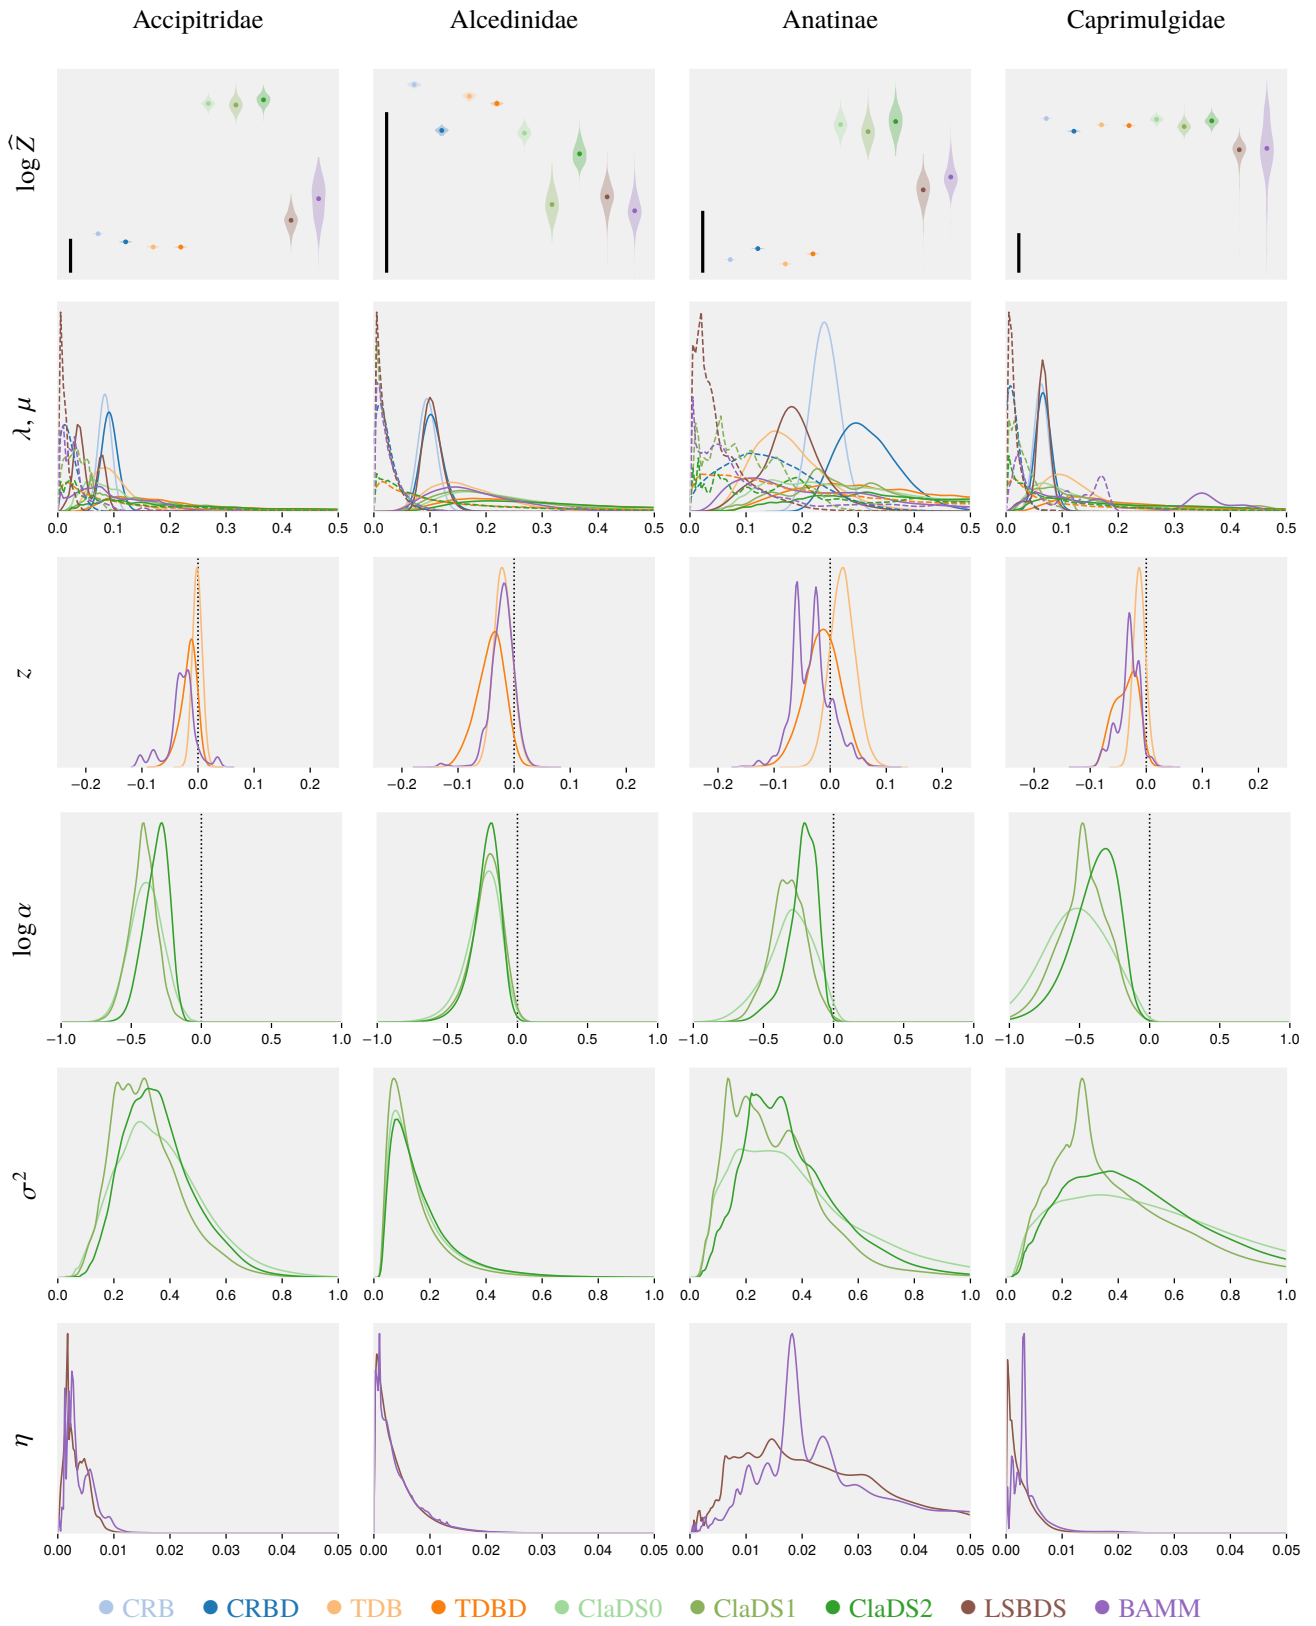 Accipitridae Alcedinidae Anatinae Caprimulgidae
log Ẑ
λ, μ
0.0 0.1 0.2 0.3 0.4 0.5 0.0 0.1 0.2 0.3 0.4 0.5 0.0 0.1 0.2 0.3 0.4 0.5 0.0 0.1 0.2 0.3 0.4 0.5
z
−0.2 −0.1 0.0 0.1 0.2 −0.2 −0.1 0.0 0.1 0.2 −0.2 −0.1 0.0 0.1 0.2 −0.2 −0.1 0.0 0.1 0.2
log α
−1.0 −0.5 0.0 0.5 1.0 −1.0 −0.5 0.0 0.5 1.0 −1.0 −0.5 0.0 0.5 1.0 −1.0 −0.5 0.0 0.5 1.0
σ²
0.0 0.2 0.4 0.6 0.8 1.0 0.0 0.2 0.4 0.6 0.8 1.0 0.0 0.2 0.4 0.6 0.8 1.0 0.0 0.2 0.4 0.6 0.8 1.0
η
0.00 0.01 0.02 0.03 0.04 0.05 0.00 0.01 0.02 0.03 0.04 0.05 0.00 0.01 0.02 0.03 0.04 0.05 0.00 0.01 0.02 0.03 0.04 0.05
CRB CRBD TDB TDBD ClaDS0 ClaDS1 ClaDS2 LSBDS BAMM